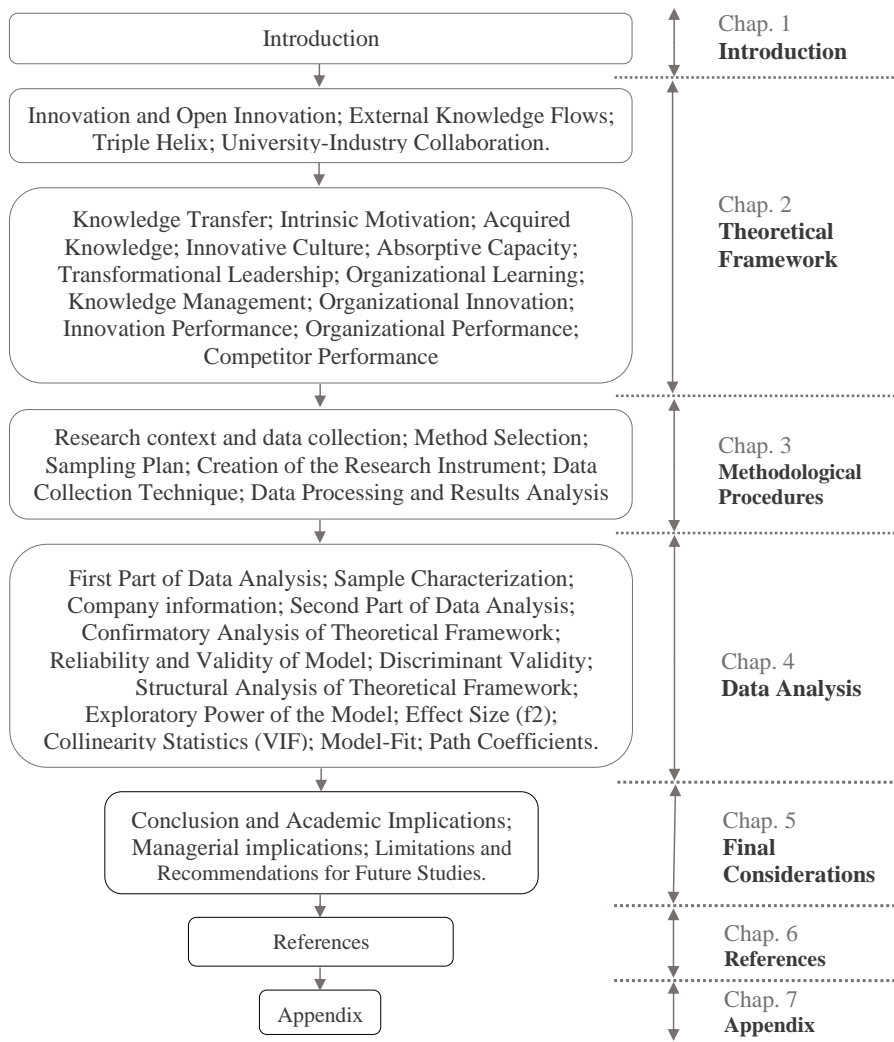 Introduction
Chap. 1
Introduction
Innovation and Open Innovation; External Knowledge Flows;
Triple Helix; University-Industry Collaboration.
Knowledge Transfer; Intrinsic Motivation; Acquired
Knowledge; Innovative Culture; Absorptive Capacity;
Transformational Leadership; Organizational Learning;
Knowledge Management; Organizational Innovation;
Innovation Performance; Organizational Performance;
Competitor Performance
Chap. 2
Theoretical
Framework
Research context and data collection; Method Selection;
Sampling Plan; Creation of the Research Instrument; Data
Collection Technique; Data Processing and Results Analysis
Chap. 3
Methodological
Procedures
First Part of Data Analysis; Sample Characterization;
Company information; Second Part of Data Analysis;
Confirmatory Analysis of Theoretical Framework;
Reliability and Validity of Model; Discriminant Validity;
Structural Analysis of Theoretical Framework;
Exploratory Power of the Model; Effect Size (f2);
Collinearity Statistics (VIF); Model-Fit; Path Coefficients.
Chap. 4
Data Analysis
Conclusion and Academic Implications;
Managerial implications; Limitations and
Recommendations for Future Studies.
Chap. 5
Final
Considerations
References
Chap. 6
References
Appendix
Chap. 7
Appendix